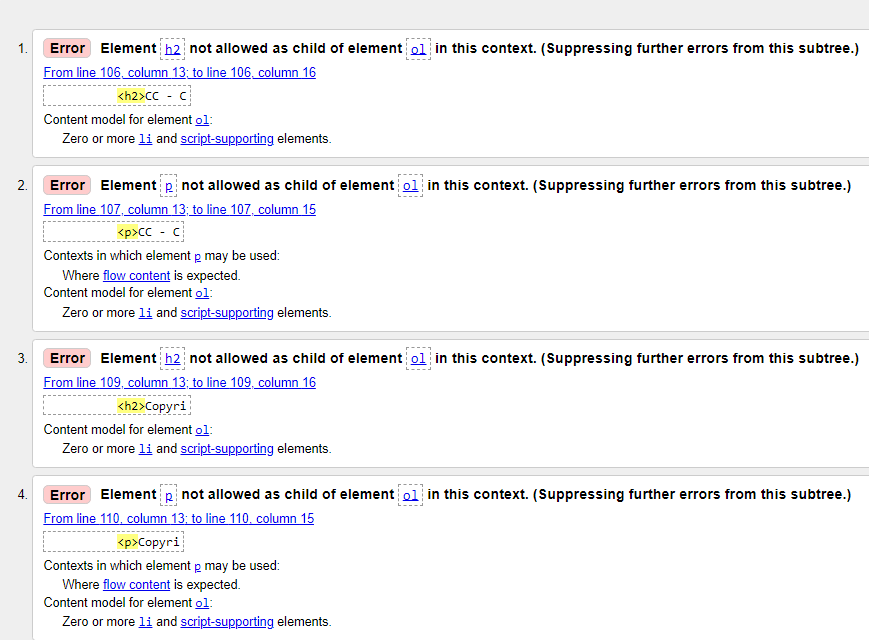 1. Error Element h2 not allowed as child of element ol in this context. (Suppressing further errors from this subtree.)
From line 106, column 13; to line 106, column 16
<h2>CC - C
Content model for element ol:
Zero or more li and script-supporting elements.
2. Error Element p not allowed as child of element ol in this context. (Suppressing further errors from this subtree.)
From line 107, column 13; to line 107, column 15
<p>CC - C
Contexts in which element p may be used:
Where flow content is expected.
Content model for element ol:
Zero or more li and script-supporting elements.
3. Error Element h2 not allowed as child of element ol in this context. (Suppressing further errors from this subtree.)
From line 109, column 13; to line 109, column 16
<h2>Copyri
Content model for element ol:
Zero or more li and script-supporting elements.
4. Error Element p not allowed as child of element ol in this context. (Suppressing further errors from this subtree.)
From line 110, column 13; to line 110, column 15
<p>Copyri
Contexts in which element p may be used:
Where flow content is expected.
Content model for element ol:
Zero or more li and script-supporting elements.